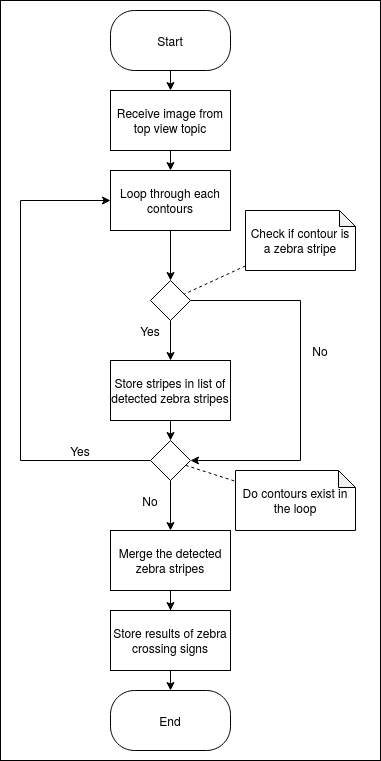 Start
Receive image from
top view topic
Loop through each
contours
Check if contour is
a zebra stripe
Yes
No
Store stripes in list of
detected zebra stripes
Yes
Do contours exist in
the loop
No
Merge the detected
zebra stripes
Store results of zebra
crossing signs
End